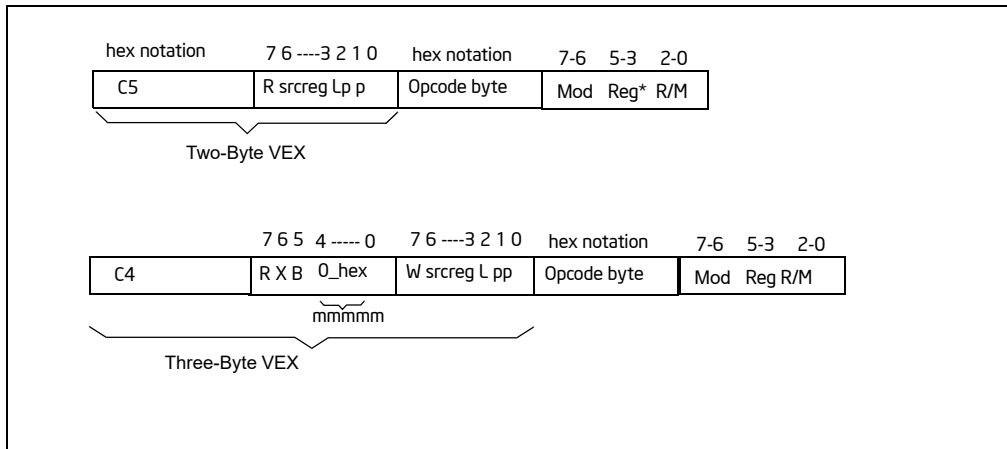 hex notation 7 6 ----3 2 1 0 hex notation 7-6 5-3 2-0
C5 R srcreg Lp p Opcode byte Mod Reg* R/M
Two-Byte VEX
7 6 5 4 ----- 0 7 6 ----3 2 1 0 hex notation 7-6 5-3 2-0
C4 R X B 0_hex W srcreg L pp Opcode byte Mod Reg R/M
mmmmm
Three-Byte VEX